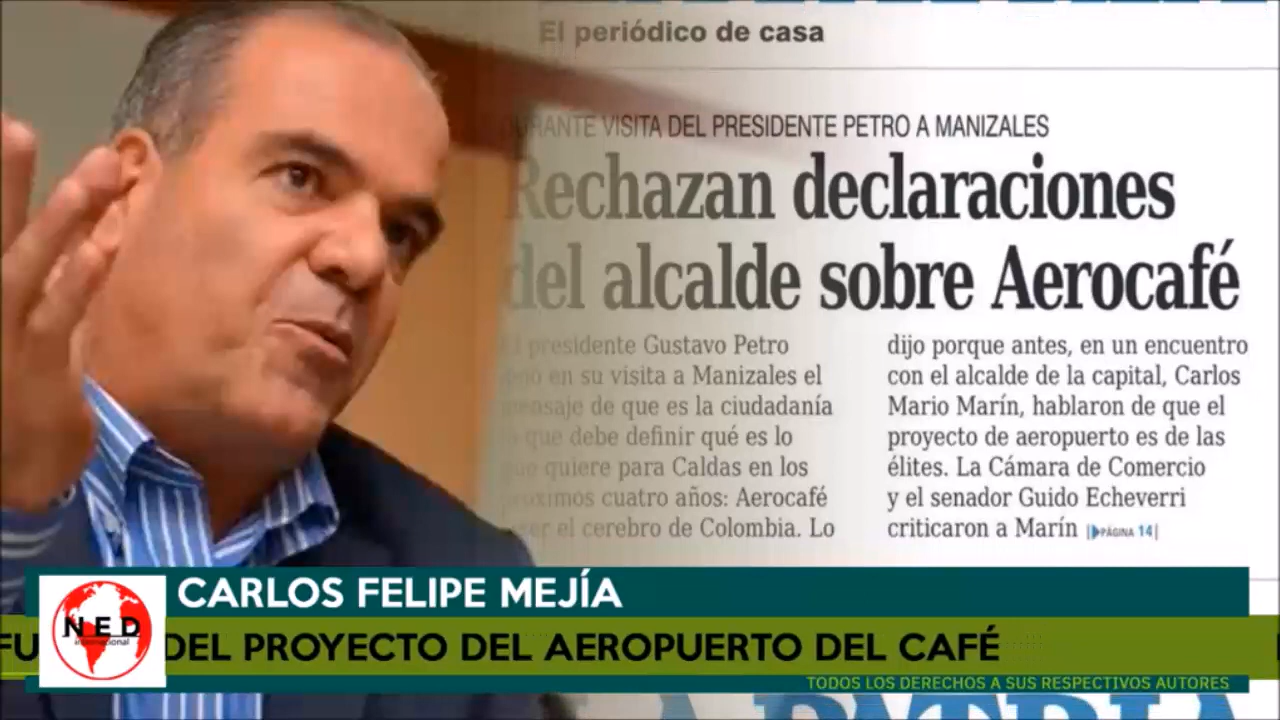 El periódico de casa
DURANTE VISITA DEL PRESIDENTE PETRO A MANIZALES
Rechazan declaraciones
del alcalde sobre Aerocafé
presidente Gustavo Petro
en su visita a Manizales el
mensaje de que es la ciudadanía
que debe definir qué es lo
que quiere para Caldas en los
próximos cuatro años: Aerocafé
ser el cerebro de Colombia. Lo
dijo porque antes, en un encuentro
con el alcalde de la capital, Carlos
Mario Marín, hablaron de que el
proyecto de aeropuerto es de las
élites. La Cámara de Comercio
y el senador Guido Echeverri
criticaron a Marín PÁGINA 14
CARLOS FELIPE MEJÍA
NED
international
DEL PROYECTO DEL AEROPUERTO DEL CAFÉ
TODOS LOS DERECHOS A SUS RESPECTIVOS AUTORES
LA PATRIA